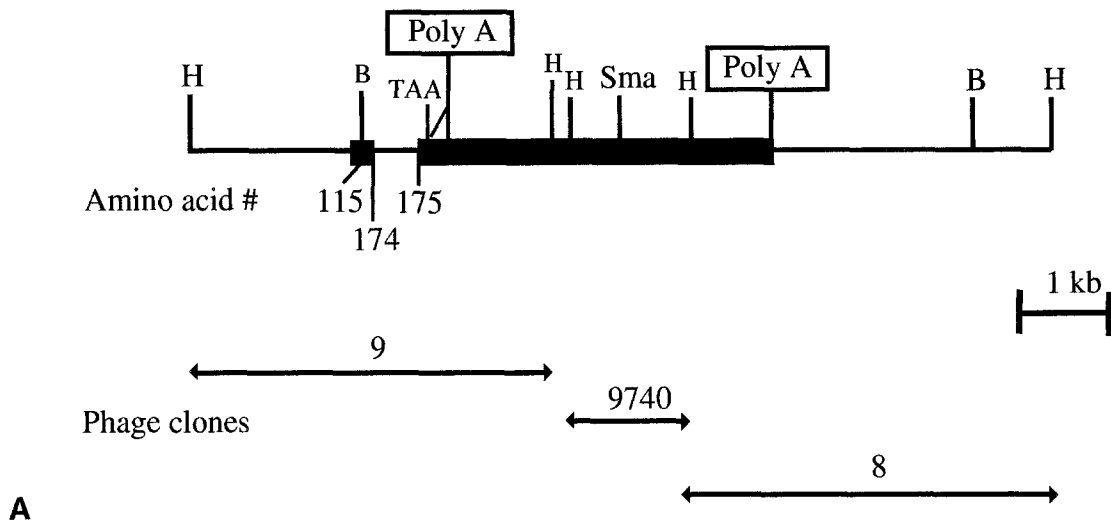 Poly A
H
B
TAA
H
H
Sma
H
Poly A
B
H
Amino acid #
115
174
175
1 kb
9
Phage clones
9740
8
A